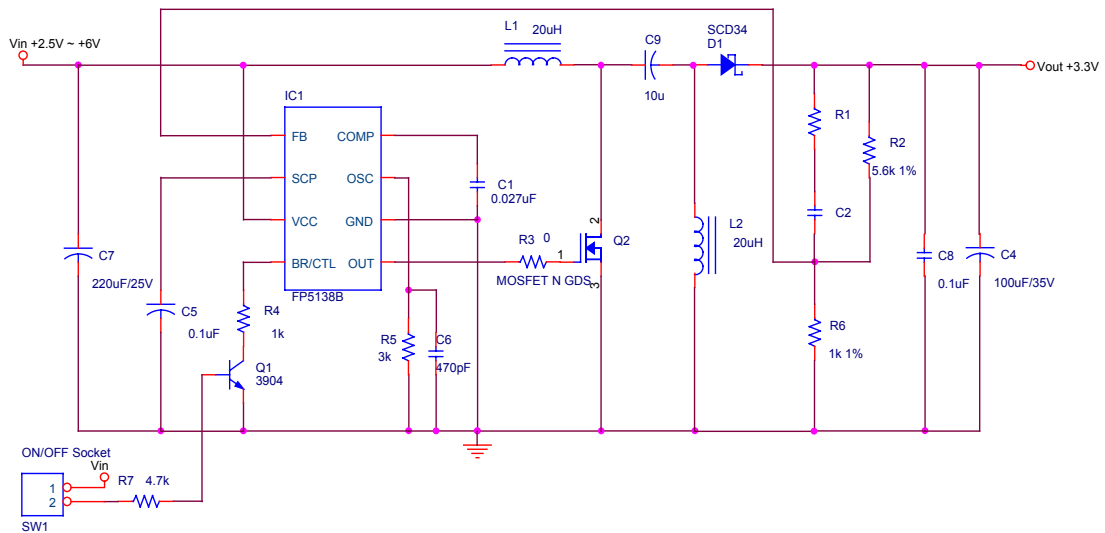 Vin +2.5V ~ +6V
L1
20uH
C9
10u
SCD34
D1
Vout +3.3V
IC1
FB
COMP
SCP
OSC
VCC
GND
BR/CTL
OUT
FP5138B
C1
0.027uF
R1
R2
5.6k 1%
C2
L2
20uH
R3
0
1
2
3
Q2
MOSFET N GDS
C7
220uF/25V
C5
0.1uF
R4
1k
Q1
3904
R5
3k
C6
470pF
R6
1k 1%
C8
0.1uF
C4
100uF/35V
ON/OFF Socket
Vin
1
2
SW1
R7
4.7k